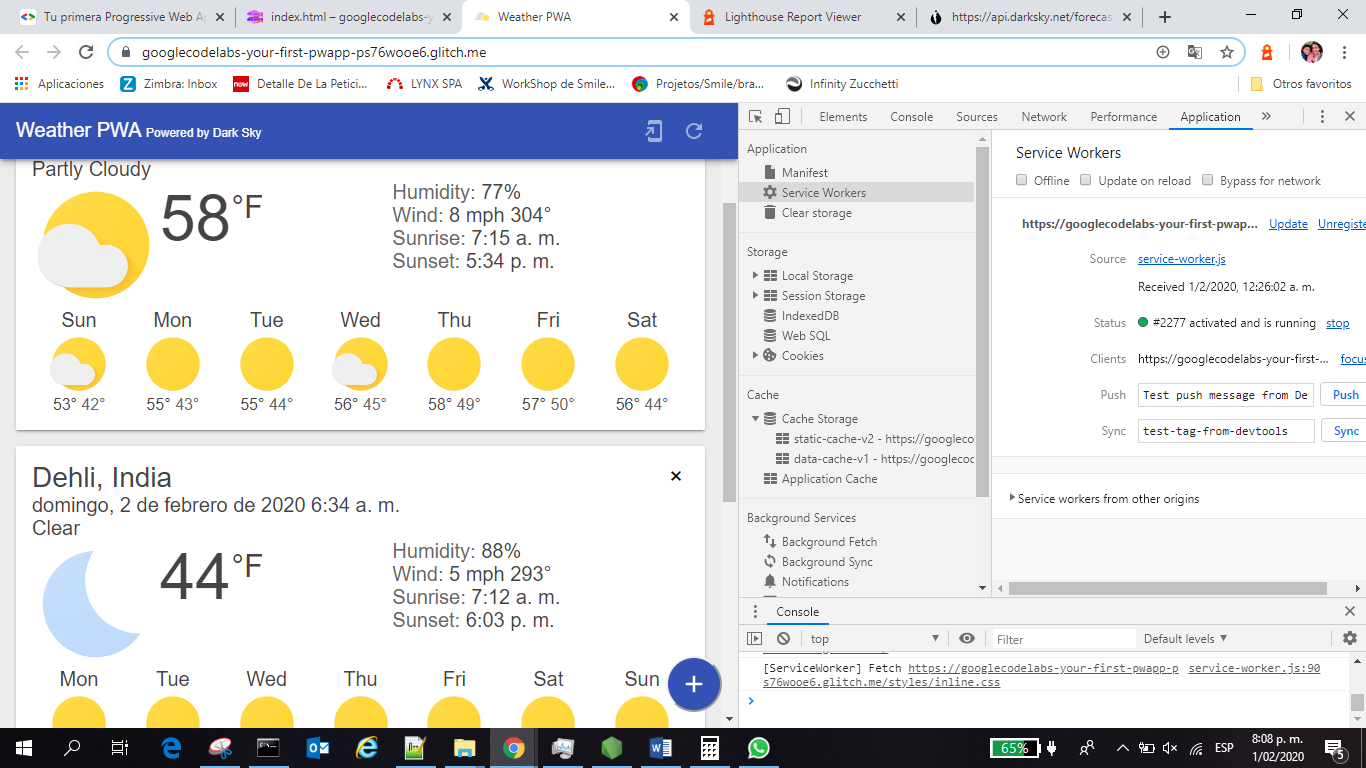 Tu primera Progressive Web Ap
index.html – googlecodelabs-y
Weather PWA
Lighthouse Report Viewer
https://api.darksky.net/forecas
googlecodelabs-your-first-pwapp-ps76wooe6.glitch.me
Aplicaciones
Zimbra: Inbox
now
Detalle De La Petici...
LYNX SPA
WorkShop de Smile...
Projetos/Smile/bra...
Infinity Zucchetti
Otros favoritos
Weather PWA Powered by Dark Sky
Partly Cloudy
58 °F
Humidity: 77%
Wind: 8 mph 304°
Sunrise: 7:15 a. m.
Sunset: 5:34 p. m.
Sun Mon Tue Wed Thu Fri Sat
53° 42° 55° 43° 55° 44° 56° 45° 58° 49° 57° 50° 56° 44°
Dehli, India
domingo, 2 de febrero de 2020 6:34 a. m.
Clear
44 °F
Humidity: 88%
Wind: 5 mph 293°
Sunrise: 7:12 a. m.
Sunset: 6:03 p. m.
Mon Tue Wed Thu Fri Sat Sun
+
Elements Console Sources Network Performance Application »
Application
Manifest
Service Workers
Clear storage
Storage
Local Storage
Session Storage
IndexedDB
Web SQL
Cookies
Cache
Cache Storage
static-cache-v2 - https://googleco
data-cache-v1 - https://googlecoc
Application Cache
Background Services
Background Fetch
Background Sync
Notifications
Service Workers
Offline Update on reload Bypass for network
https://googlecodelabs-your-first-pwap... Update Unregiste
Source service-worker.js
Received 1/2/2020, 12:26:02 a. m.
Status #2277 activated and is running stop
Clients https://googlecodelabs-your-first-... focus
Push Test push message from De Push
Sync test-tag-from-devtools Sync
Service workers from other origins
Console
top Filter Default levels
[ServiceWorker] Fetch https://googlecodelabs-your-first-pwapp-p service-worker.js:90
s76wooe6.glitch.me/styles/inline.css
65% ESP
8:08 p. m.
1/02/2020
5